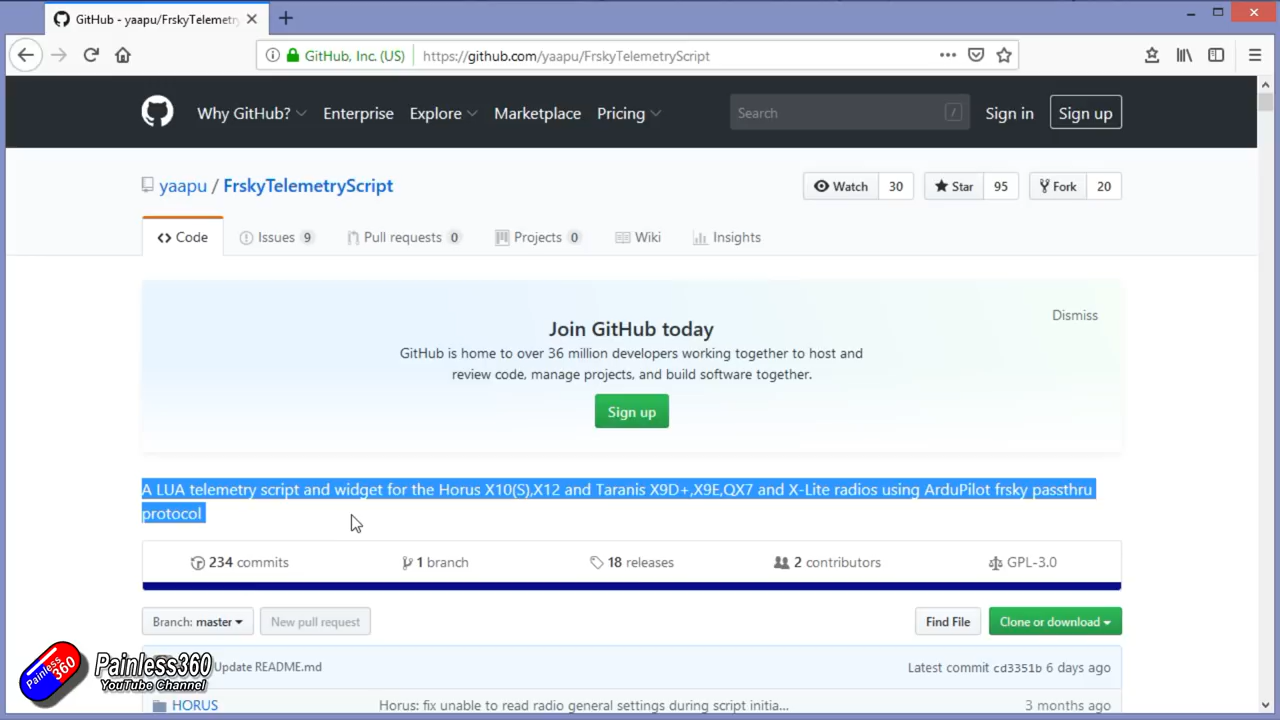 GitHub - yaapu/FrskyTelemetr
GitHub, Inc. (US) https://github.com/yaapu/FrskyTelemetryScript
Why GitHub? Enterprise Explore Marketplace Pricing Search / Sign in Sign up
yaapu / FrskyTelemetryScript Watch 30 Star 95 Fork 20
Code Issues 9 Pull requests 0 Projects 0 Wiki Insights
Dismiss
Join GitHub today
GitHub is home to over 36 million developers working together to host and
review code, manage projects, and build software together.
Sign up
A LUA telemetry script and widget for the Horus X10(S),X12 and Taranis X9D+,X9E,QX7 and X-Lite radios using ArduPilot frsky passthru
protocol
234 commits 1 branch 18 releases 2 contributors GPL-3.0
Branch: master New pull request Find File Clone or download
Update README.md Latest commit cd3351b 6 days ago
HORUS Horus: fix unable to read radio general settings during script initia... 3 months ago
Painless 360
Painless360
YouTube Channel